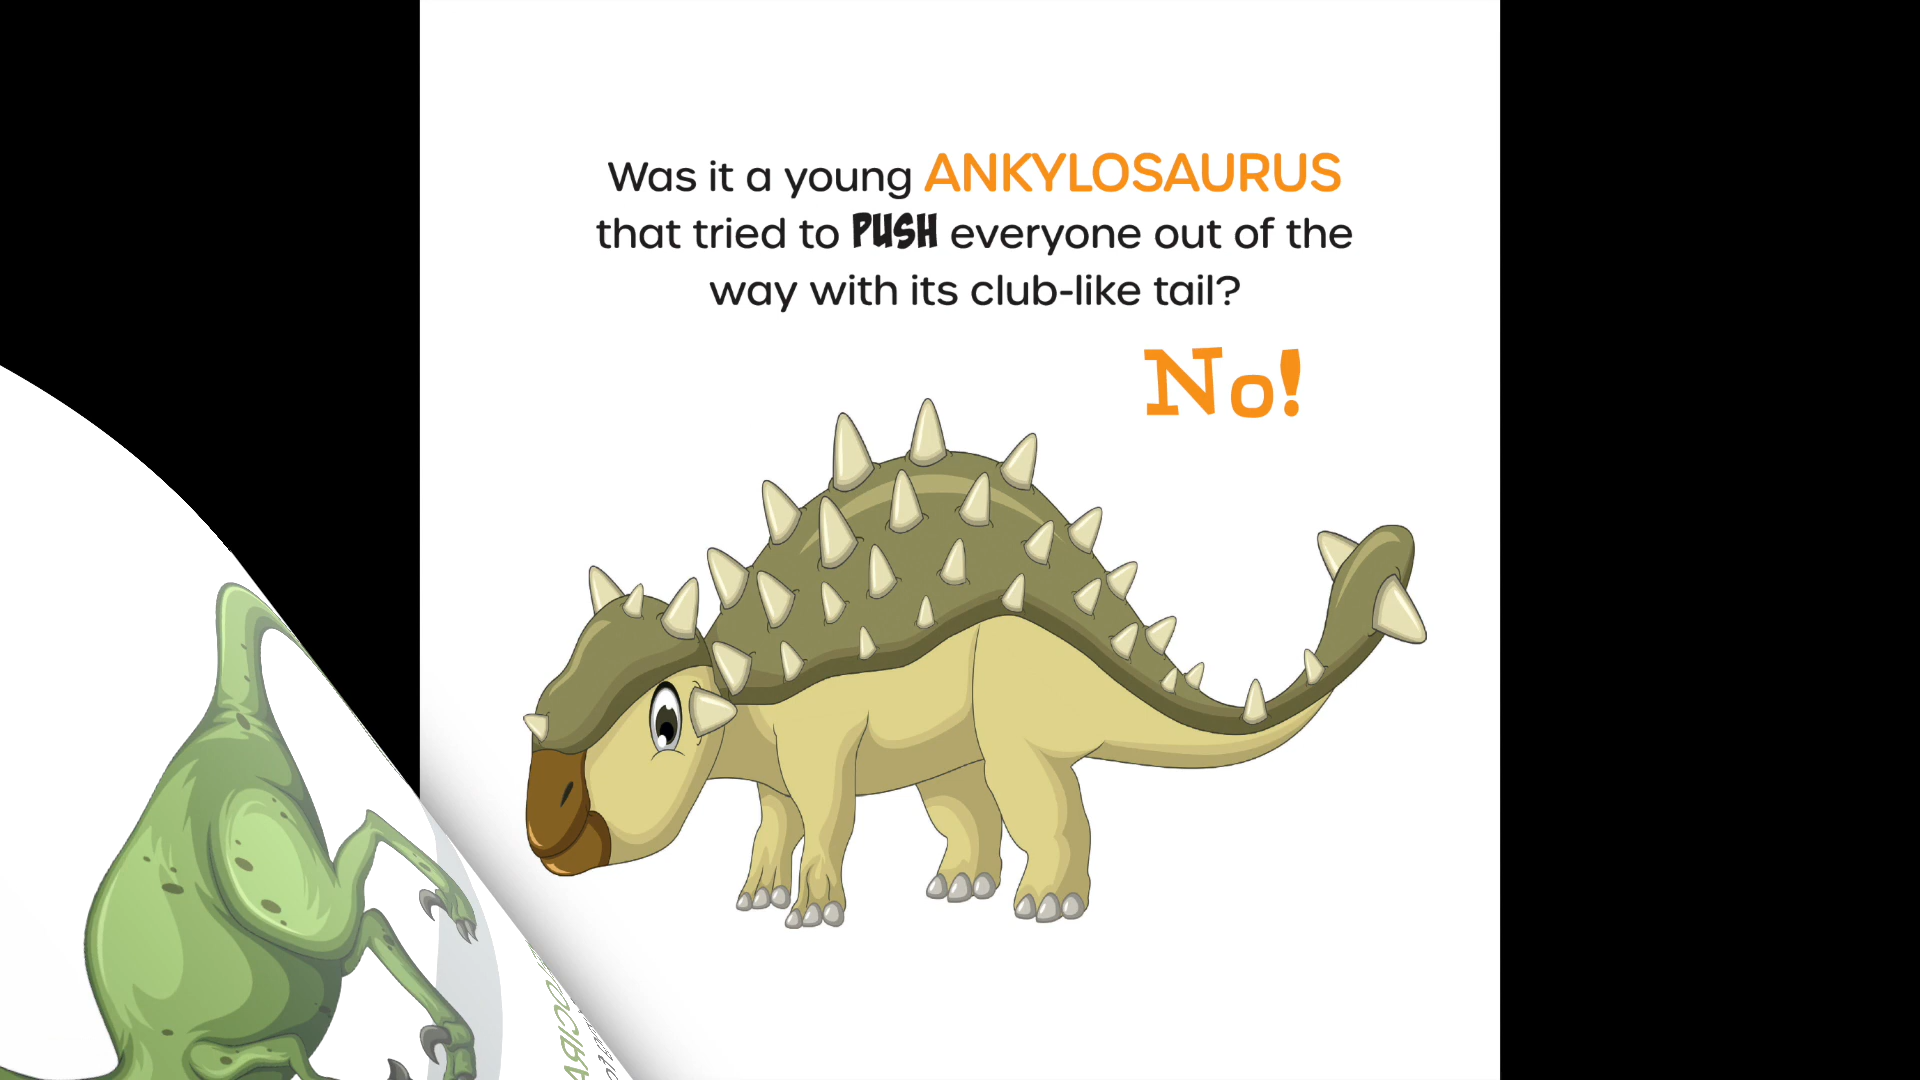 Was it a young ANKYLOSAURUS
that tried to PUSH everyone out of the
way with its club-like tail?
No!